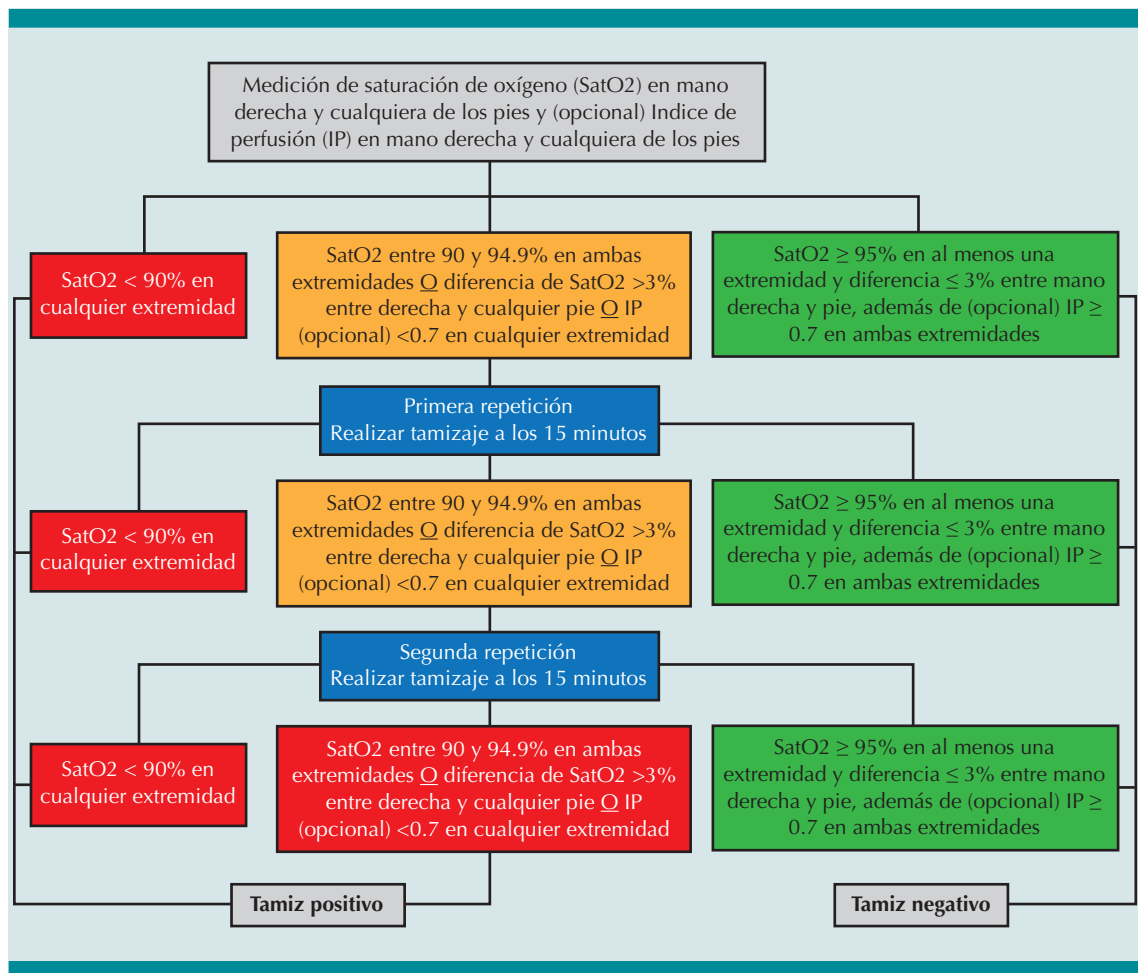 Medición de saturación de oxígeno (SatO2) en mano
derecha y cualquiera de los pies y (opcional) Indice de
perfusión (IP) en mano derecha y cualquiera de los pies
SatO2 < 90% en
cualquier extremidad
SatO2 entre 90 y 94.9% en ambas
extremidades O diferencia de SatO2 >3%
entre derecha y cualquier pie O IP
(opcional) <0.7 en cualquier extremidad
SatO2 ≥ 95% en al menos una
extremidad y diferencia ≤ 3% entre mano
derecha y pie, además de (opcional) IP ≥
0.7 en ambas extremidades
Primera repetición
Realizar tamizaje a los 15 minutos
SatO2 < 90% en
cualquier extremidad
SatO2 entre 90 y 94.9% en ambas
extremidades O diferencia de SatO2 >3%
entre derecha y cualquier pie O IP
(opcional) <0.7 en cualquier extremidad
SatO2 ≥ 95% en al menos una
extremidad y diferencia ≤ 3% entre mano
derecha y pie, además de (opcional) IP ≥
0.7 en ambas extremidades
Segunda repetición
Realizar tamizaje a los 15 minutos
SatO2 < 90% en
cualquier extremidad
SatO2 entre 90 y 94.9% en ambas
extremidades O diferencia de SatO2 >3%
entre derecha y cualquier pie O IP
(opcional) <0.7 en cualquier extremidad
SatO2 ≥ 95% en al menos una
extremidad y diferencia ≤ 3% entre mano
derecha y pie, además de (opcional) IP ≥
0.7 en ambas extremidades
Tamiz positivo
Tamiz negativo